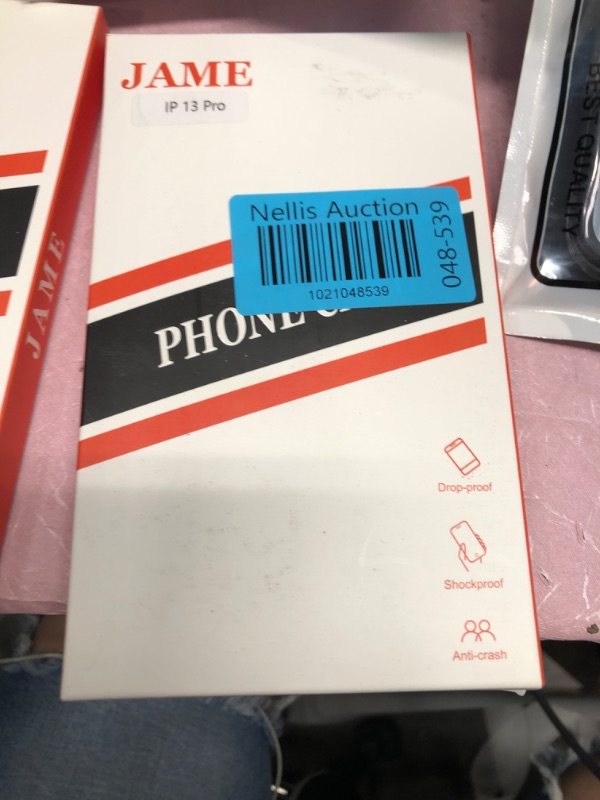 JAME
IP 13 Pro
Nellis Auction
1021048539
048-539
PHONE
Drop-proof
Shockproof
Anti-crash
JAME
BEST QUALITY